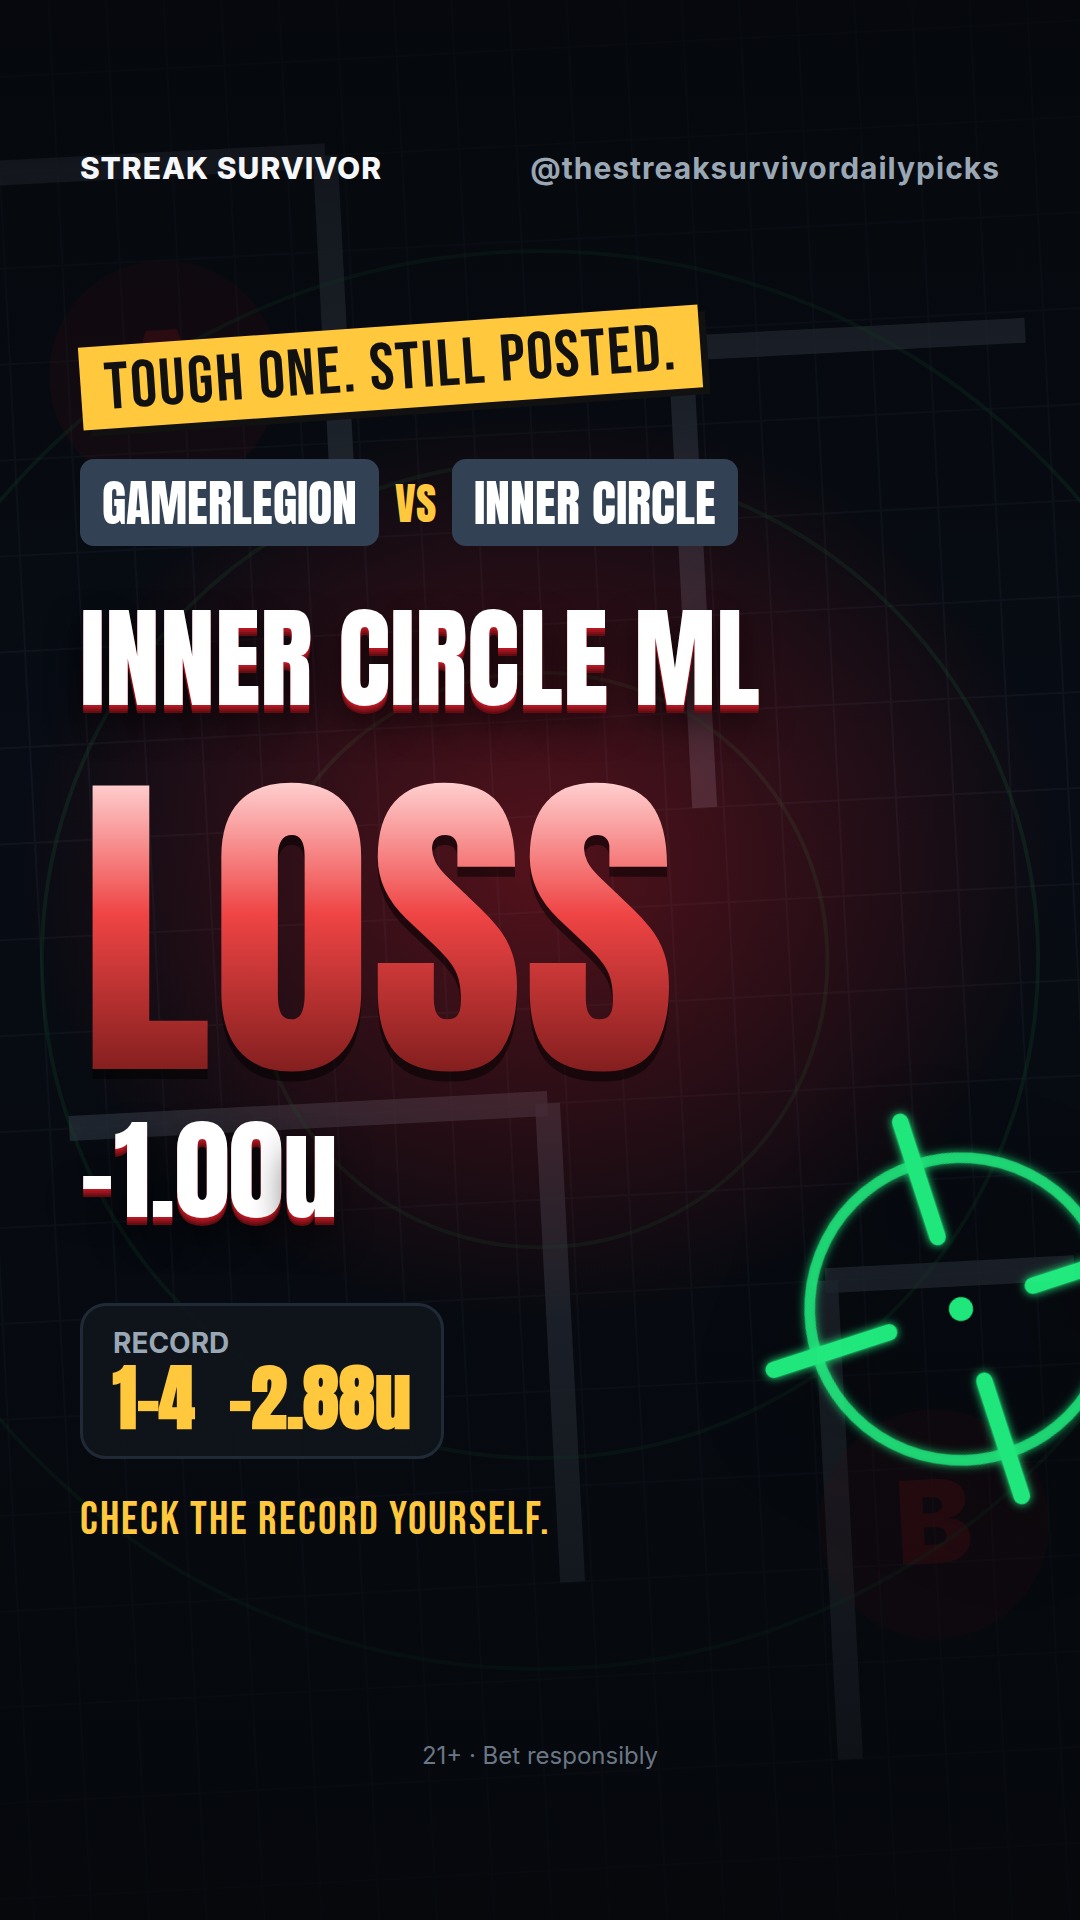 STREAK SURVIVOR
@thestreaksurvivordailypicks
TOUGH ONE. STILL POSTED.
GAMERLEGION VS INNER CIRCLE
INNER CIRCLE ML
LOSS
-1.00u
RECORD
1-4 -2.88u
CHECK THE RECORD YOURSELF.
B
21+ · Bet responsibly